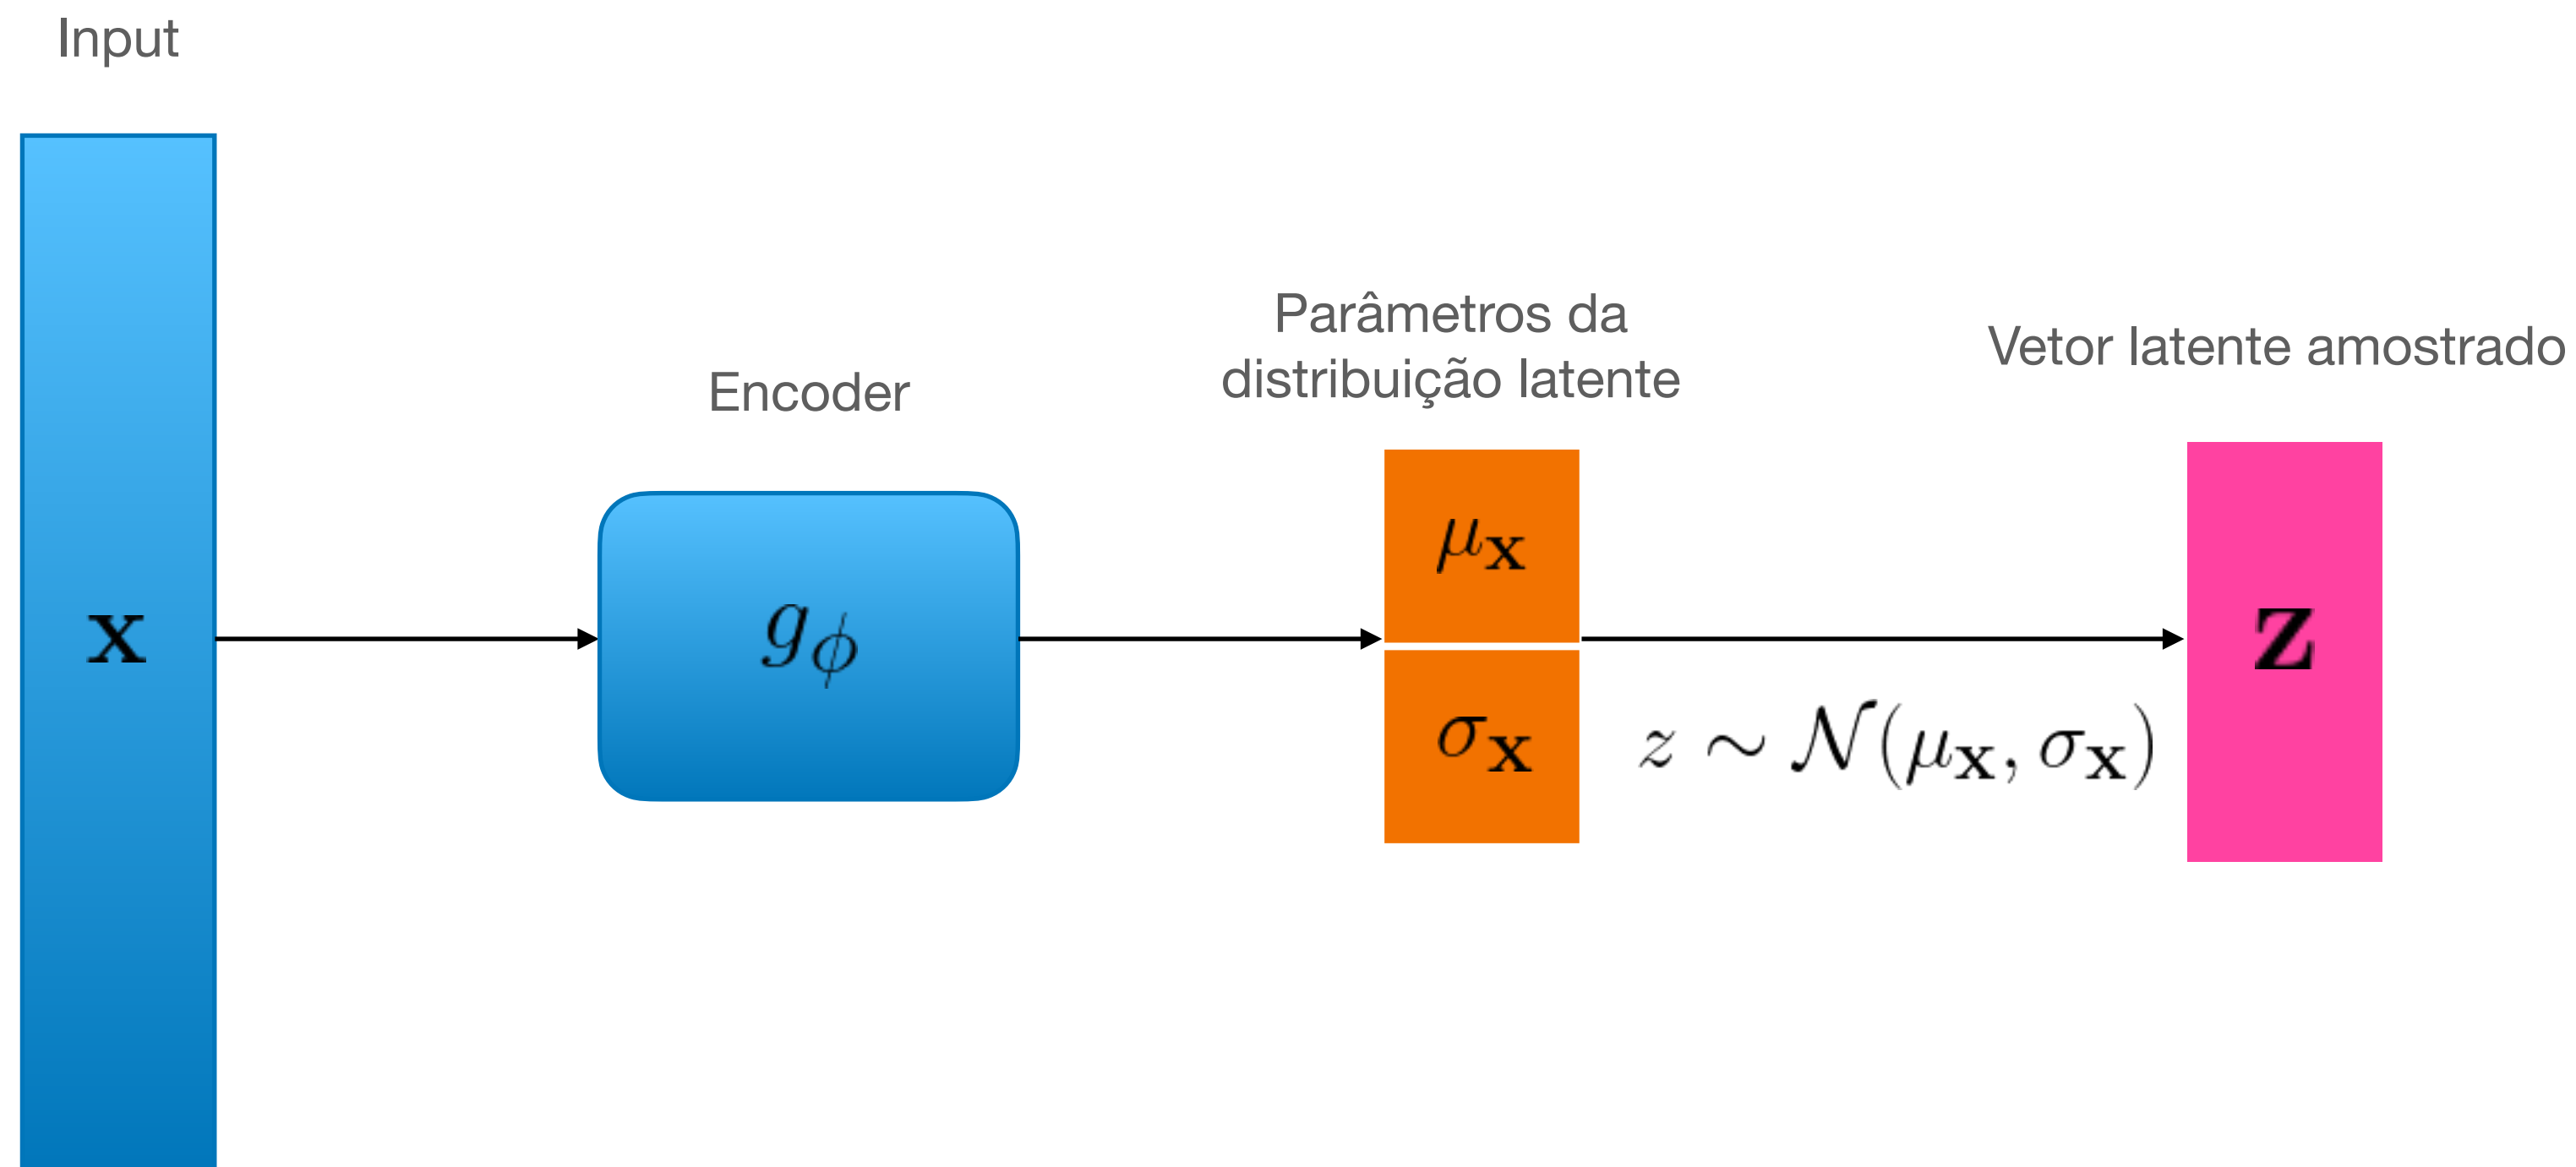 Input
x
Encoder
g_ϕ
Parâmetros da
distribuição latente
μ_x
σ_x
z ∼ 𝒩(μ_x, σ_x)
Vetor latente amostrado
z